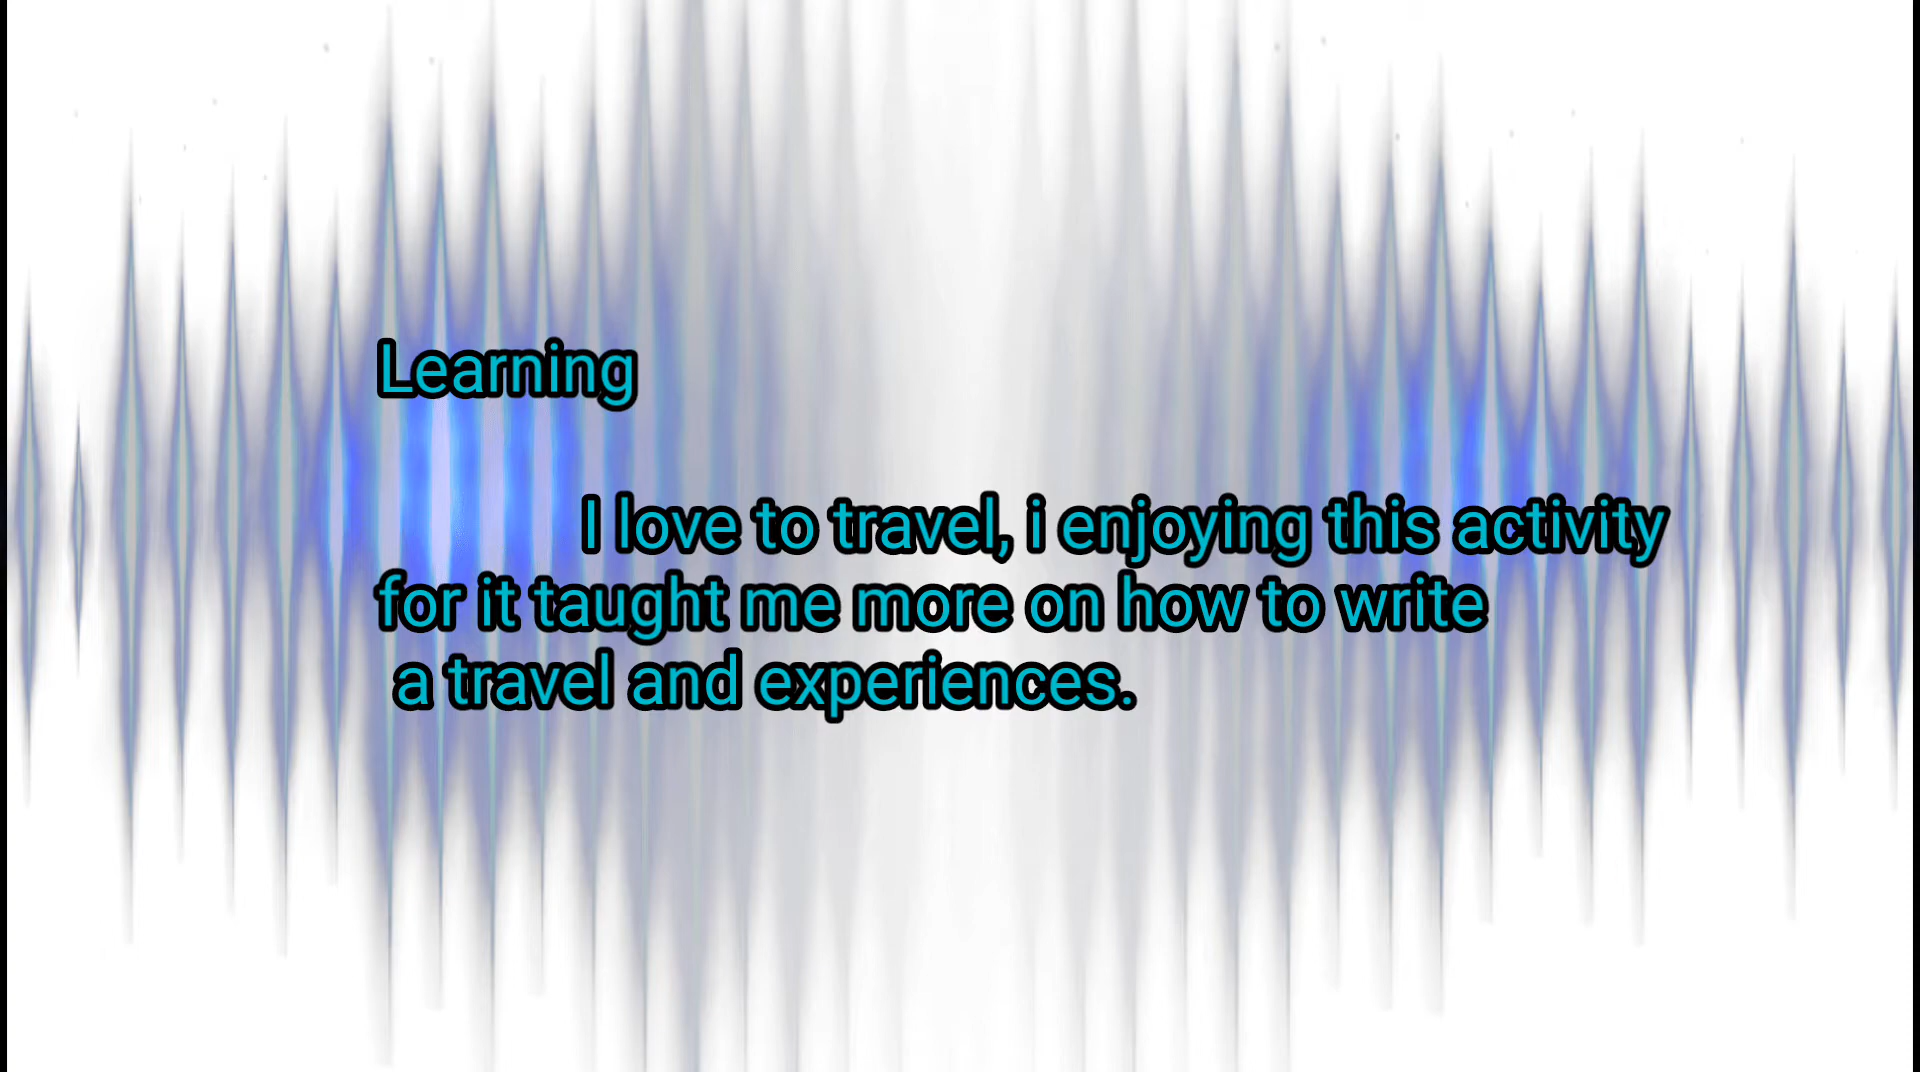 Learning
I love to travel, i enjoying this activity
for it taught me more on how to write
a travel and experiences.